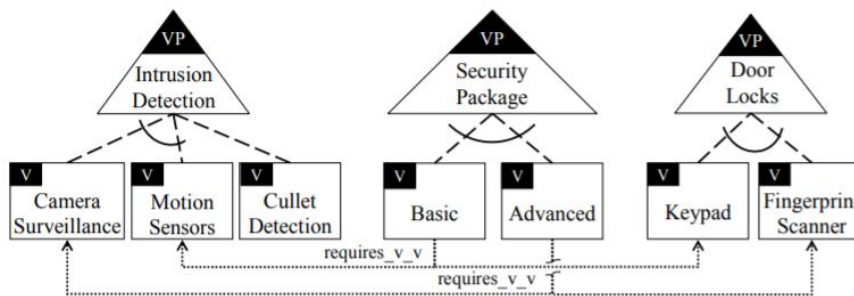 VP
Intrusion
Detection
VP
Security
Package
VP
Door
Locks
V
Camera
Surveillance
V
Motion
Sensors
V
Cullet
Detection
V
Basic
V
Advanced
V
Keypad
V
Fingerprin
Scanner
requires_v_v
requires_v_v